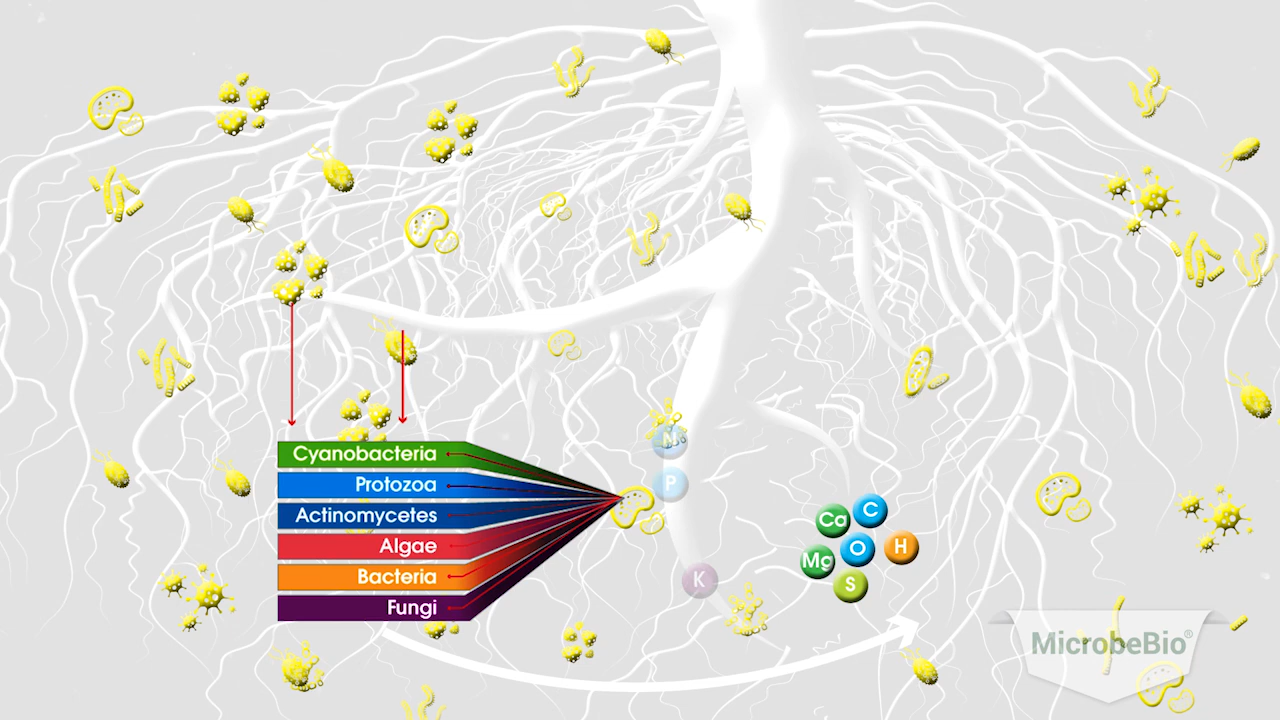 Cyanobacteria
Protozoa
Actinomycetes
Algae
Bacteria
Fungi
N
P
K
Ca
C
Mg
O
H
S
MicrobeBio®